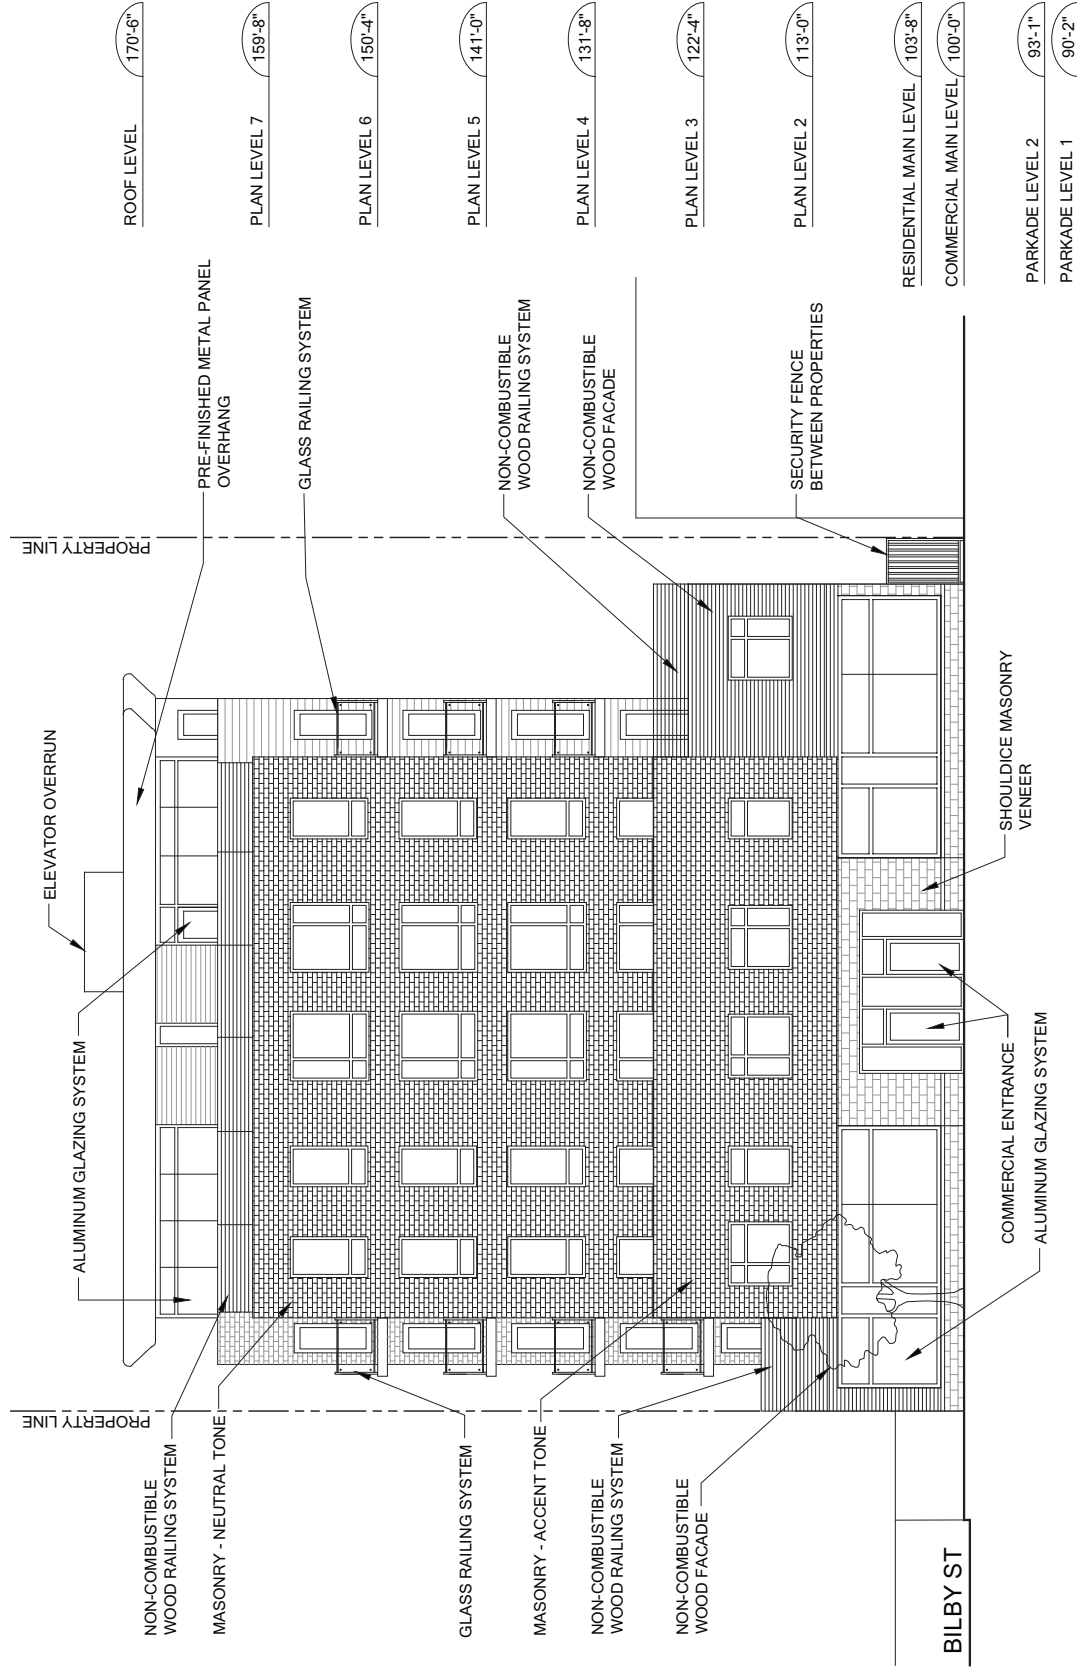 ELEVATOR OVERRUN
ALUMINUM GLAZING SYSTEM
PROPERTY LINE
PROPERTY LINE
NON-COMBUSTIBLE
WOOD RAILING SYSTEM
MASONRY - NEUTRAL TONE
GLASS RAILING SYSTEM
MASONRY - ACCENT TONE
NON-COMBUSTIBLE
WOOD RAILING SYSTEM
NON-COMBUSTIBLE
WOOD FACADE
BILBY ST
PRE-FINISHED METAL PANEL
OVERHANG
GLASS RAILING SYSTEM
NON-COMBUSTIBLE
WOOD RAILING SYSTEM
NON-COMBUSTIBLE
WOOD FACADE
SECURITY FENCE
BETWEEN PROPERTIES
SHOULDICE MASONRY
VENEER
COMMERCIAL ENTRANCE
ALUMINUM GLAZING SYSTEM
ROOF LEVEL 170'-6"
PLAN LEVEL 7 159'-8"
PLAN LEVEL 6 150'-4"
PLAN LEVEL 5 141'-0"
PLAN LEVEL 4 131'-8"
PLAN LEVEL 3 122'-4"
PLAN LEVEL 2 113'-0"
RESIDENTIAL MAIN LEVEL 103'-8"
COMMERCIAL MAIN LEVEL 100'-0"
PARKADE LEVEL 2 93'-1"
PARKADE LEVEL 1 90'-2"